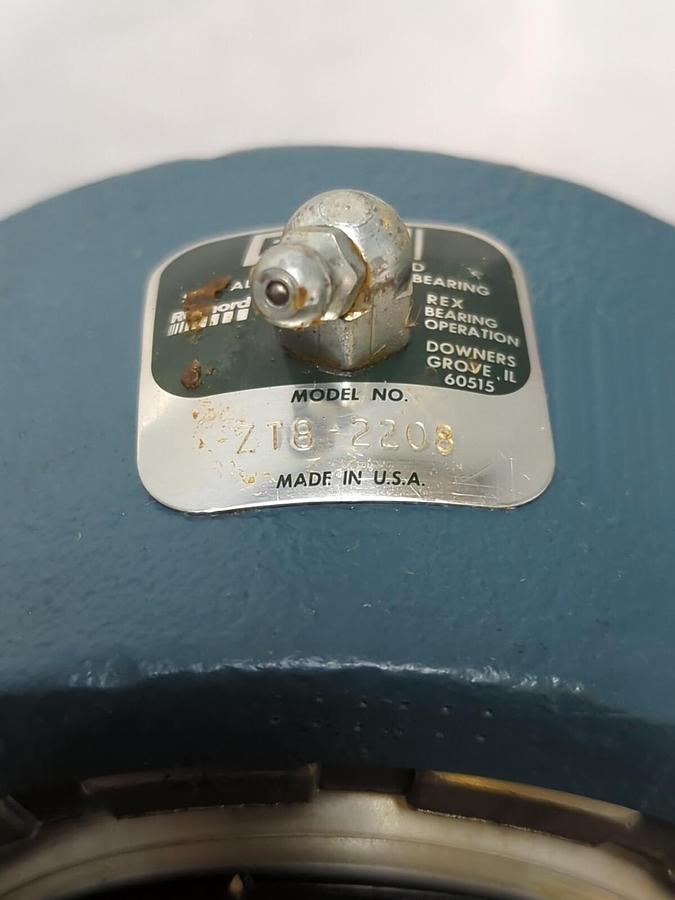 BEARING
Rexnord
REX
BEARING
OPERATION
DOWNERS
GROVE, IL
60515
MODEL NO.
ZT8-2208
MADE IN U.S.A.